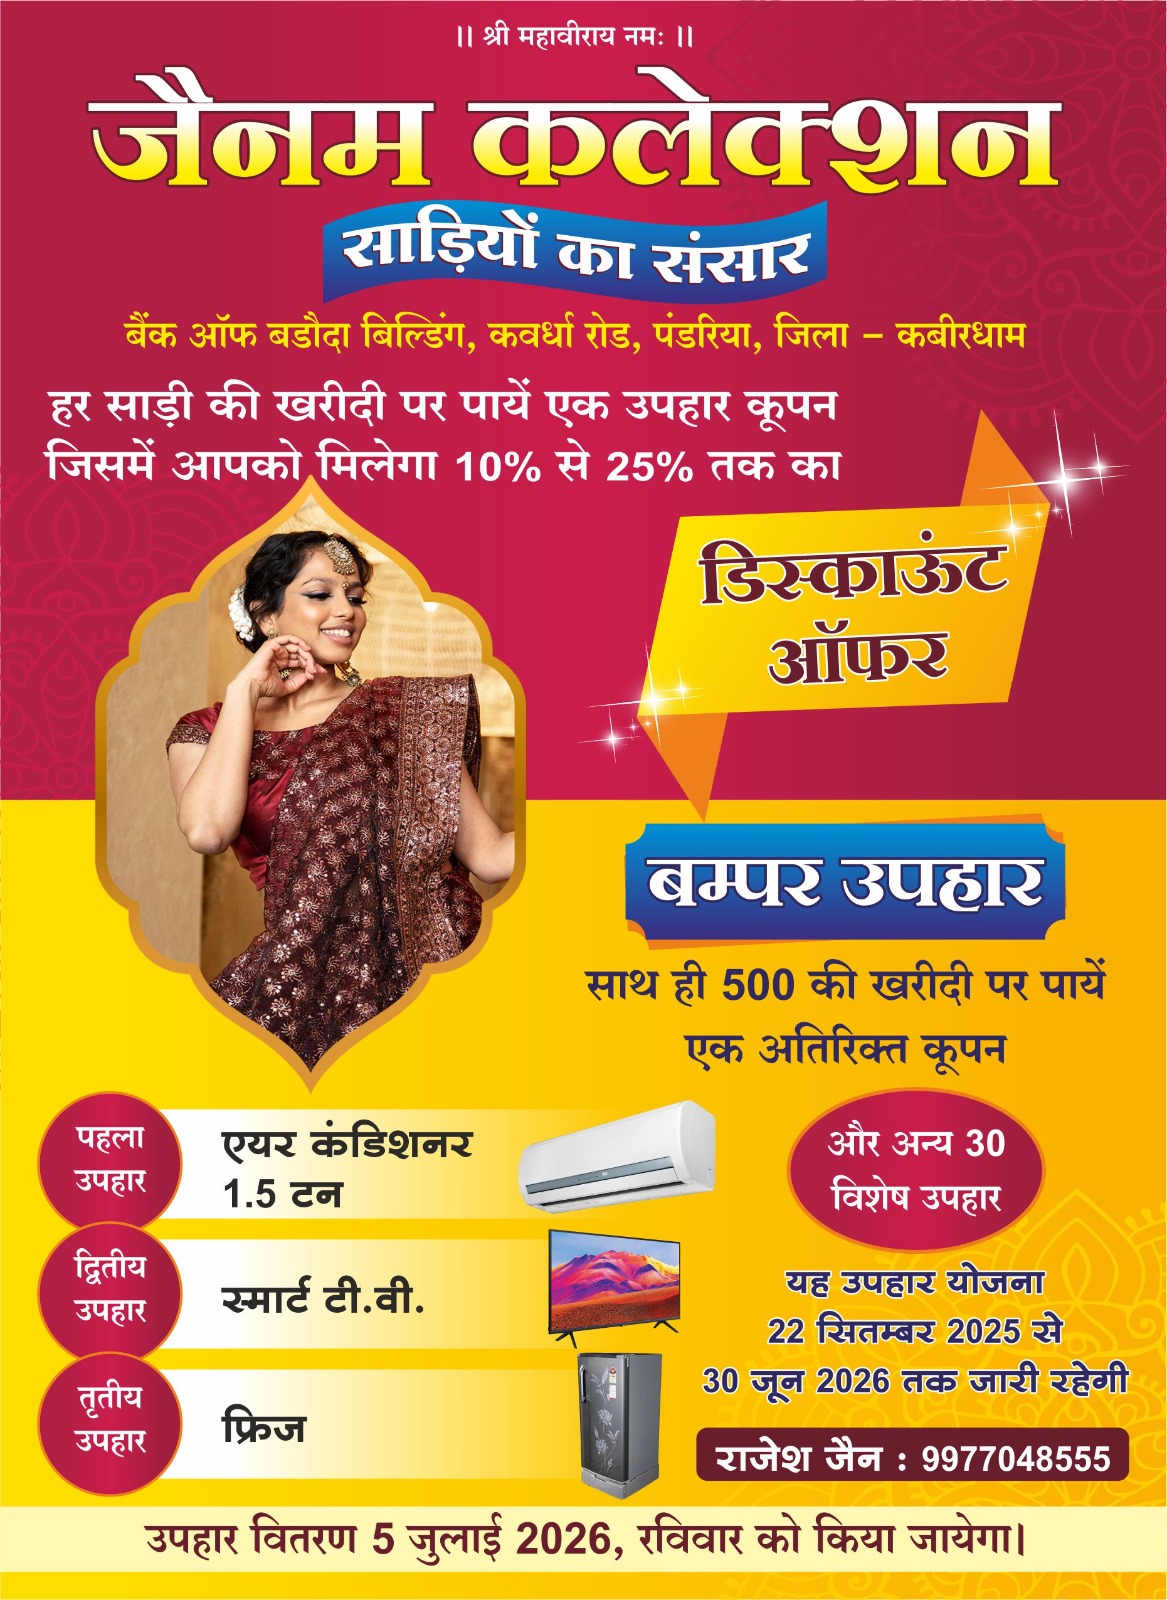 ।। श्री महावीराय नमः ।।
जैनम कलेक्शन
साड़ियों का संसार
बैंक ऑफ बडौदा बिल्डिंग, कवर्धा रोड, पंडरिया, जिला – कबीरधाम
हर साड़ी की खरीदी पर पायें एक उपहार कूपन
जिसमें आपको मिलेगा 10% से 25% तक का
डिस्काऊंट
ऑफर
बम्पर उपहार
साथ ही 500 की खरीदी पर पायें
एक अतिरिक्त कूपन
पहला
उपहार
एयर कंडिशनर
1.5 टन
द्वितीय
उपहार
स्मार्ट टी.वी.
तृतीय
उपहार
फ्रिज
और अन्य 30
विशेष उपहार
यह उपहार योजना
22 सितम्बर 2025 से
30 जून 2026 तक जारी रहेगी
राजेश जैन : 9977048555
उपहार वितरण 5 जुलाई 2026, रविवार को किया जायेगा।